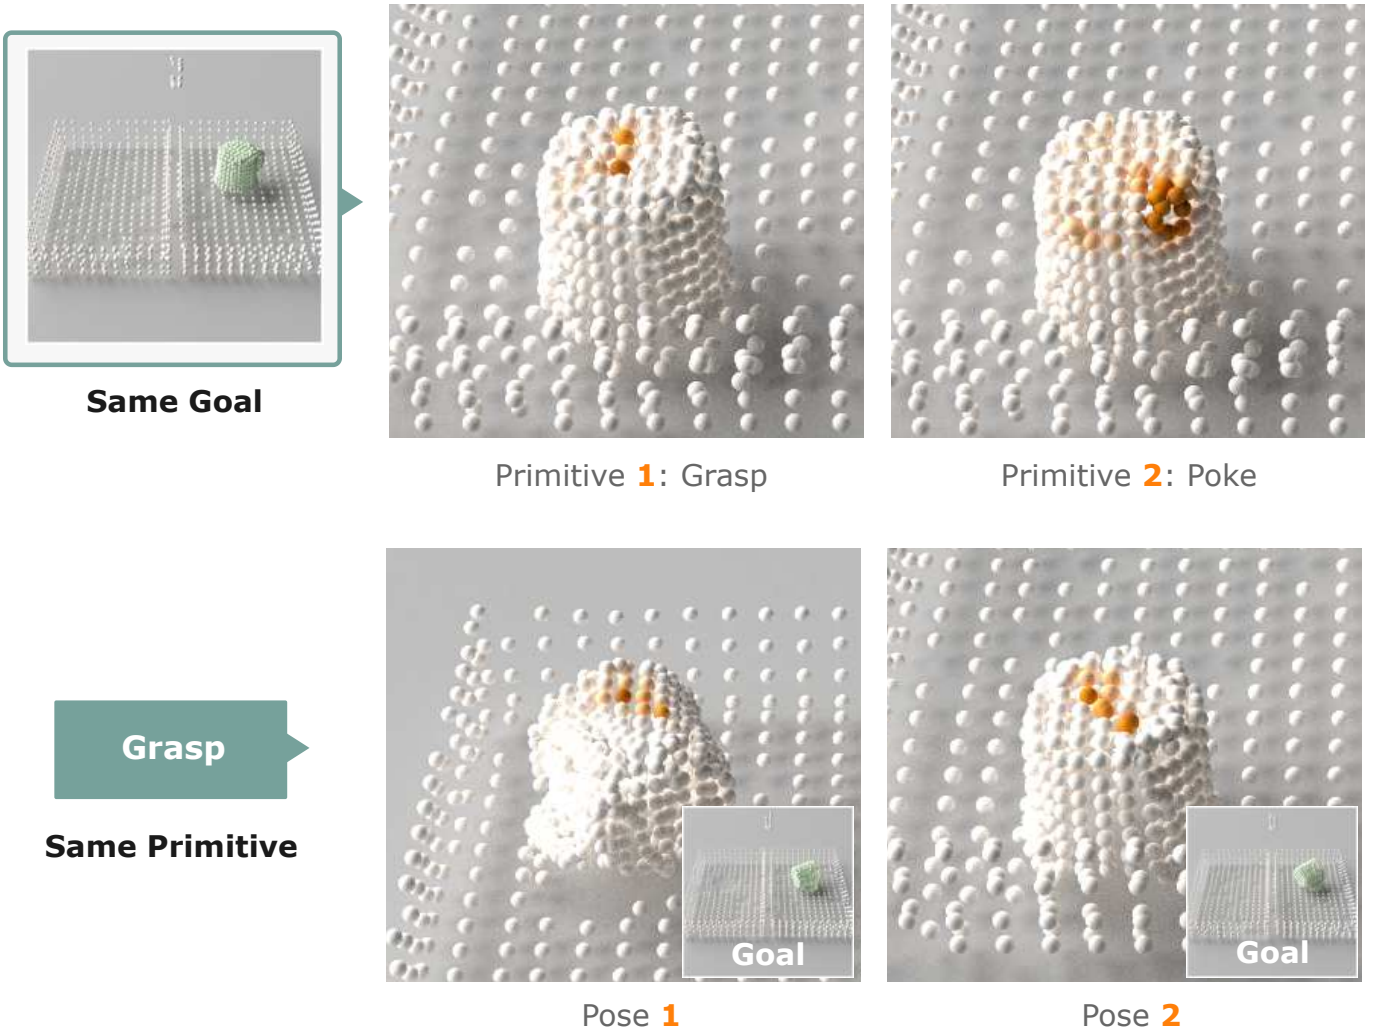 Same Goal
Primitive 1: Grasp
Primitive 2: Poke
Grasp
Same Primitive
Goal
Goal
Pose 1
Pose 2